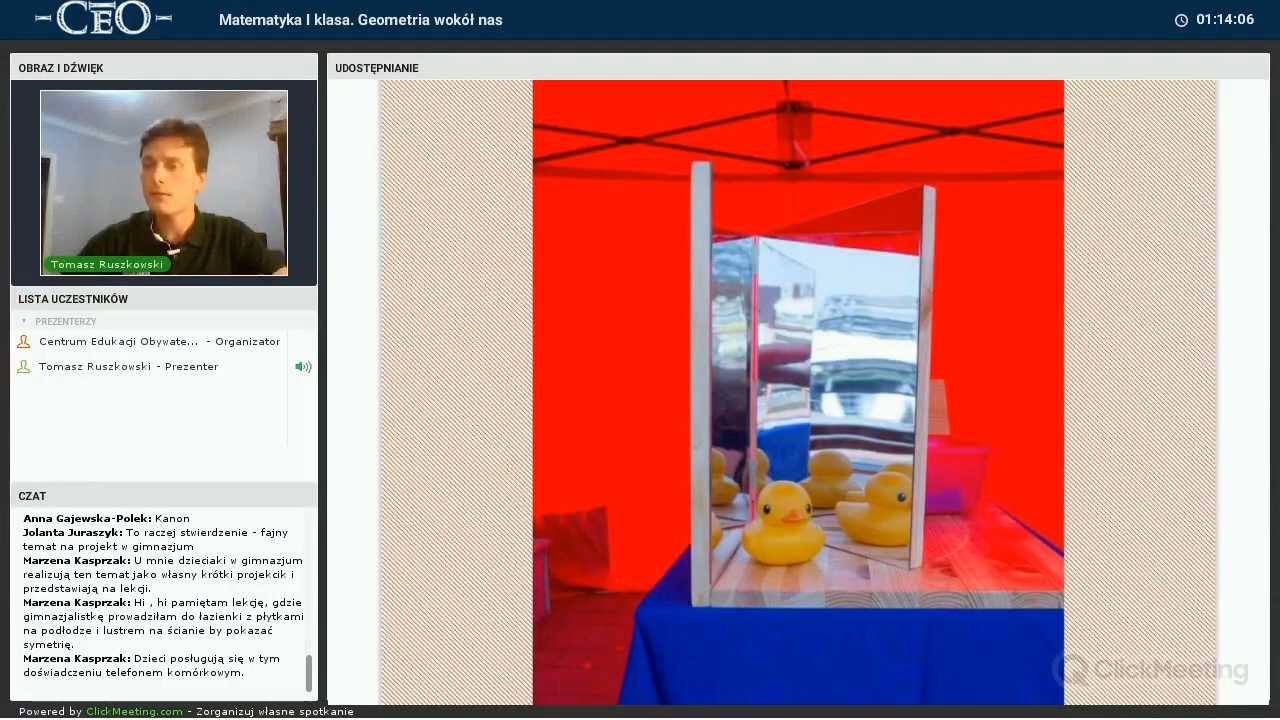 CEO
Matematyka I klasa. Geometria wokół nas
01:14:06
OBRAZ I DŹWIĘK
UDOSTĘPNIANIE
Tomasz Ruszkowski
LISTA UCZESTNIKÓW
PREZENTERZY
Centrum Edukacji Obywate... - Organizator
Tomasz Ruszkowski - Prezenter
CZAT
Anna Gajewska-Polek: Kanon
Jolanta Juraszyk: To raczej stwierdzenie - fajny
temat na projekt w gimnazjum
Marzena Kasprzak: U mnie dzieciaki w gimnazjum
realizują ten temat jako własny krótki projekcik i
przedstawiają na lekcji.
Marzena Kasprzak: Hi , hi pamiętam lekcję, gdzie
gimnazjalistkę prowadziłam do łazienki z płytkami
na podłodze i lustrem na ścianie by pokazać
symetrię.
Marzena Kasprzak: Dzieci posługują się w tym
doświadczeniu telefonem komórkowym.
ClickMeeting
Powered by ClickMeeting.com - Zorganizuj własne spotkanie